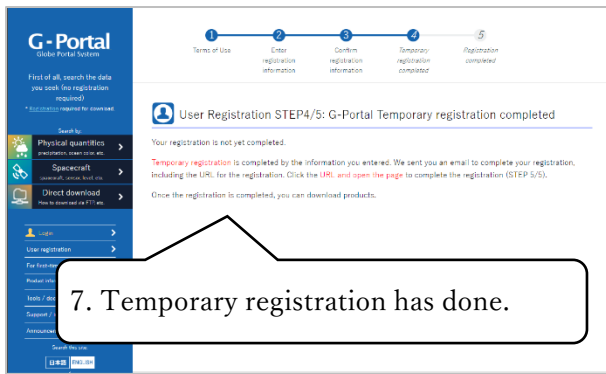 G-Portal
Globe Portal System
First of all, search the data
you seek (no registration
required)
* Registration required for download
Search by:
Physical quantities
precipitation, ocean color, etc.
Spacecraft
spacecraft, sensor, level, etc.
Direct download
How to download via FTP, etc.
Login
User registration
For first-
Product
Tools / doc
Support /
Announce
Search this site
日本語 ENGLISH
1 2 3 4 5
Terms of Use
Enter registration information
Confirm registration information
Temporary registration completed
Registration completed
User Registration STEP4/5: G-Portal Temporary registration completed
Your registration is not yet completed.
Temporary registration is completed by the information you entered. We sent you an email to complete your registration,
including the URL for the registration. Click the URL and open the page to complete the registration (STEP 5/5).
Once the registration is completed, you can download products.
7. Temporary registration has done.